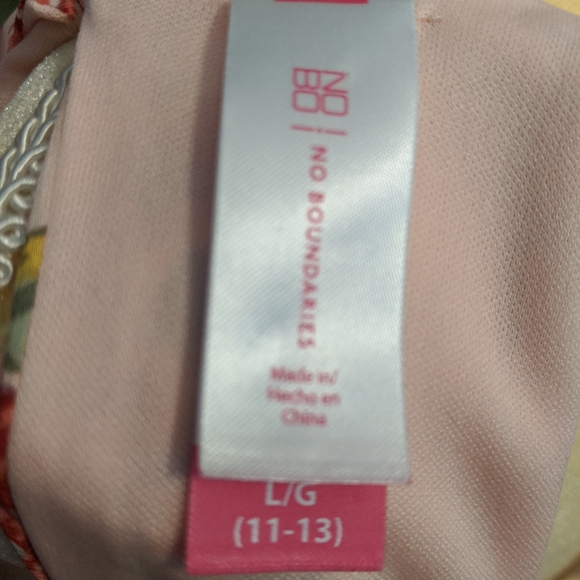 NO
BO
NO BOUNDARIES
Made in/
Hecho en
China
L/G
(11-13)